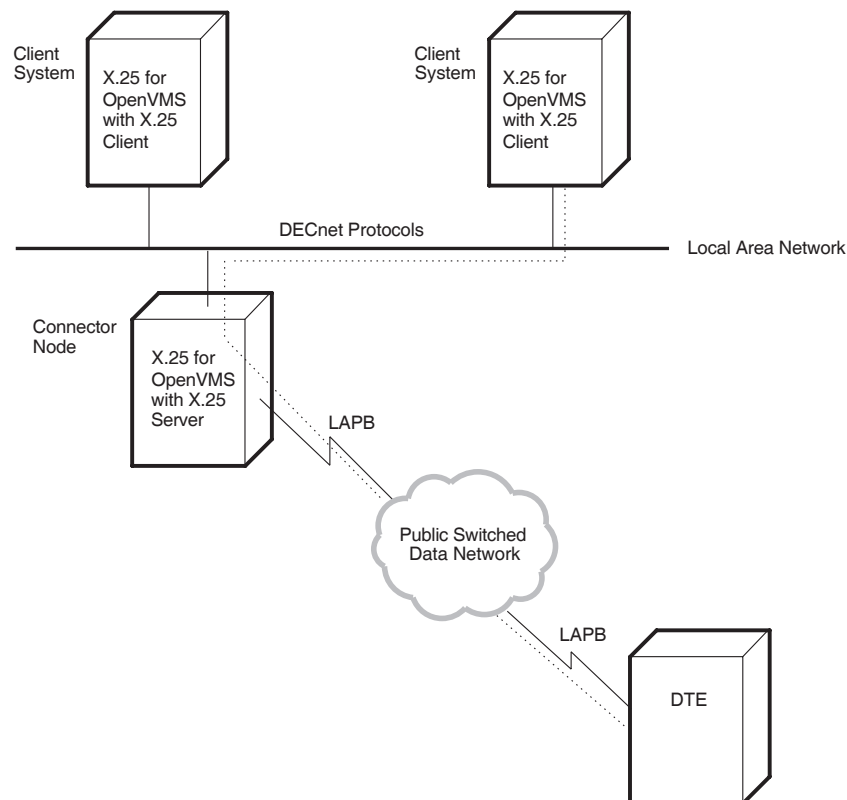 Client
System
X.25 for
OpenVMS
with X.25
Client
Client
System
X.25 for
OpenVMS
with X.25
Client
DECnet Protocols
Local Area Network
Connector
Node
X.25 for
OpenVMS
with X.25
Server
LAPB
Public Switched
Data Network
LAPB
DTE